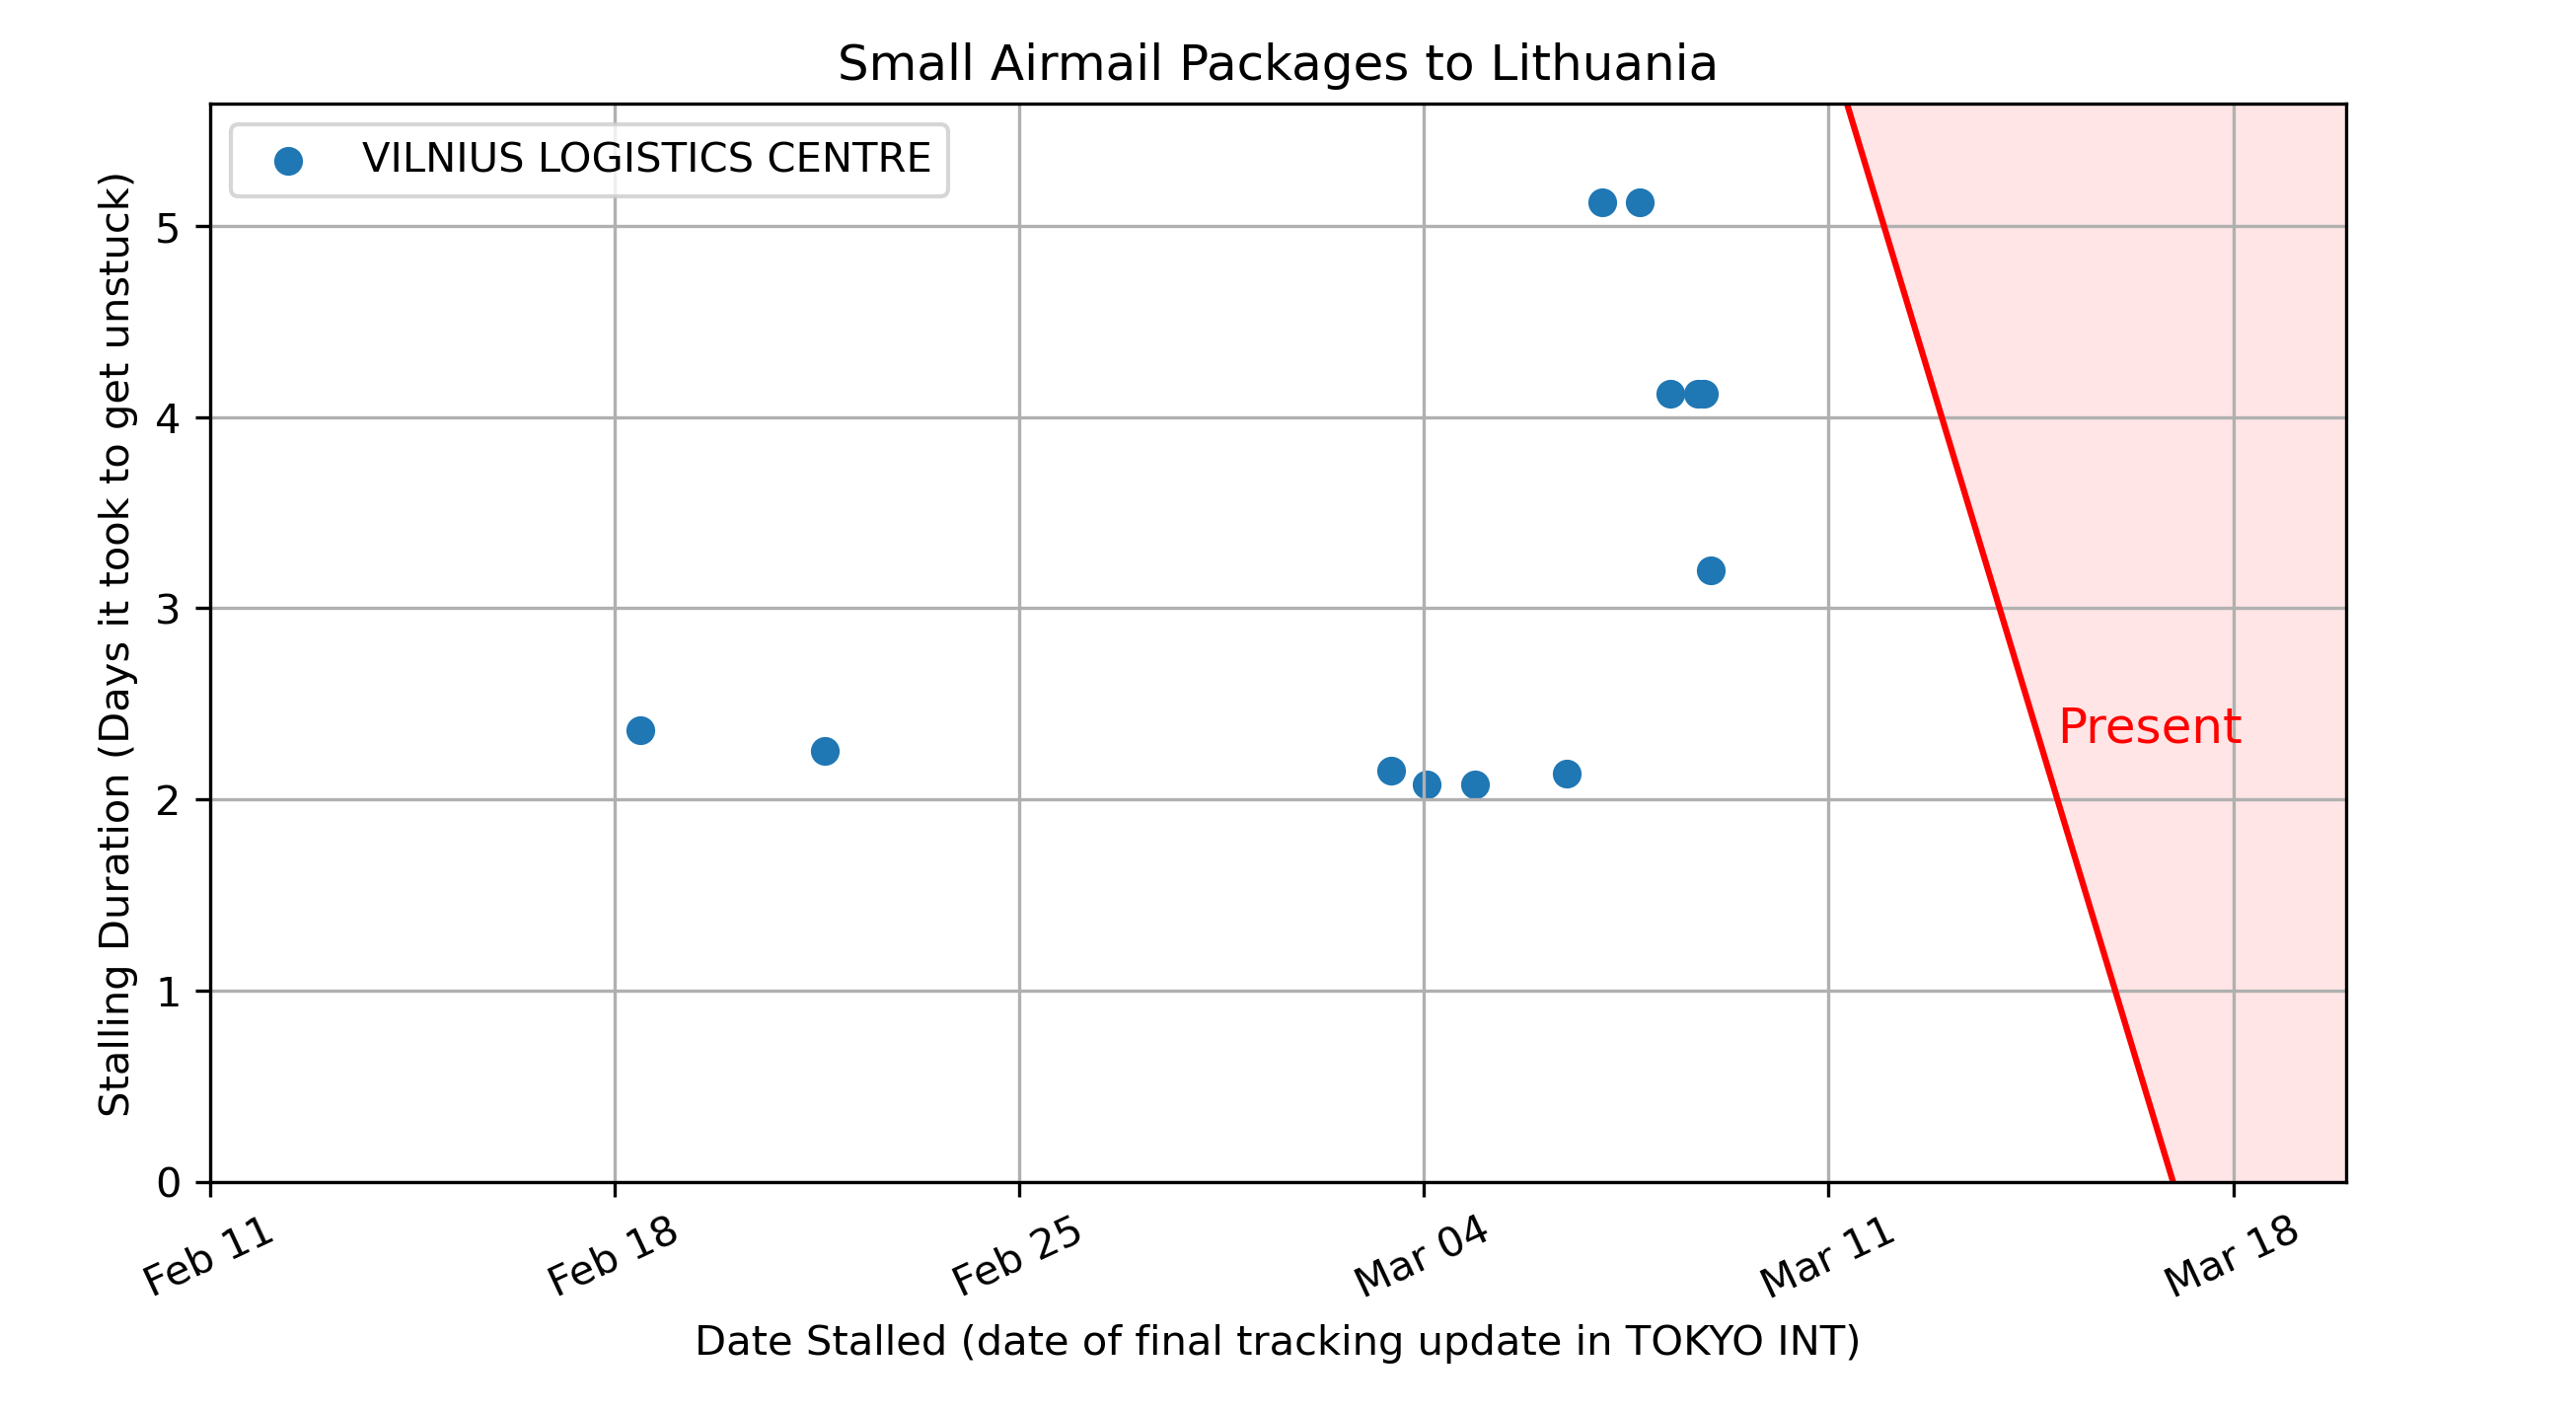 Small Airmail Packages to Lithuania
VILNIUS LOGISTICS CENTRE
Stalling Duration (Days it took to get unstuck)
5
4
3
2
1
0
Present
Feb 11
Feb 18
Feb 25
Mar 04
Mar 11
Mar 18
Date Stalled (date of final tracking update in TOKYO INT)